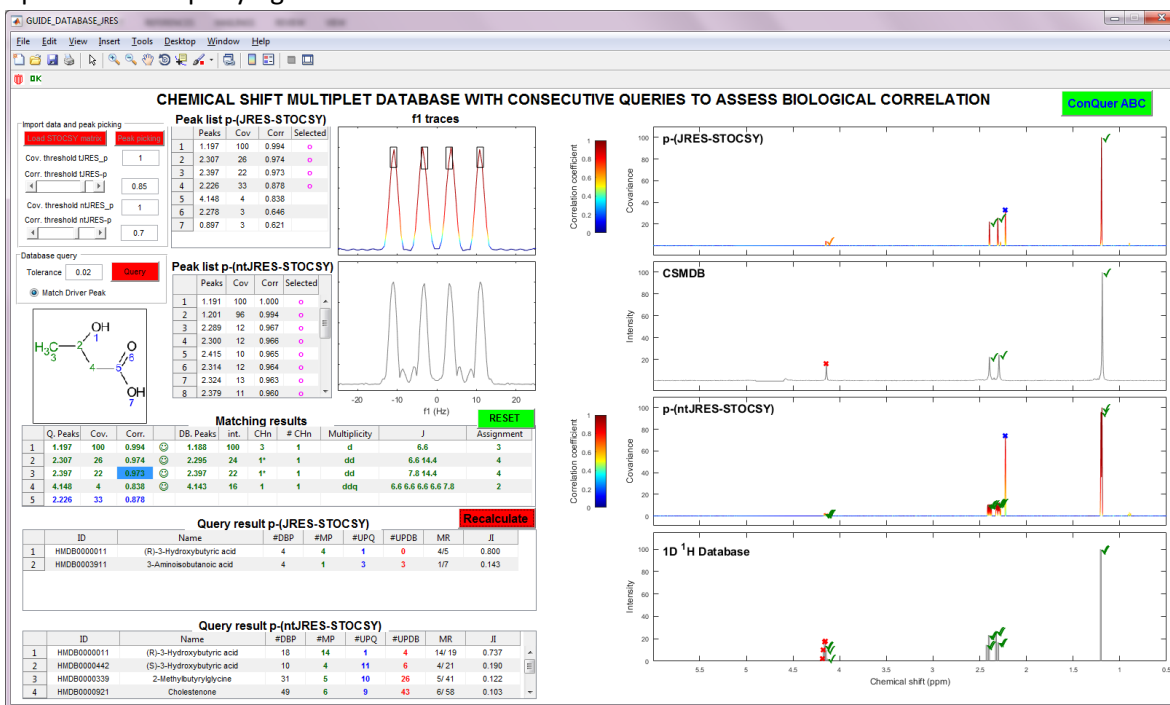 GUIDE_DATABASE_JRES
File Edit View Insert Tools Desktop Window Help
OK
CHEMICAL SHIFT MULTIPLET DATABASE WITH CONSECUTIVE QUERIES TO ASSESS BIOLOGICAL CORRELATION
ConQuer ABC
Import data and peak picking
Load STOCSY matrix Peak picking
Cov. threshold tJRES_p 1
Corr. threshold tJRES-p
0.85
Cov. threshold ntJRES_p 1
Corr. threshold ntJRES-p
0.7
Database query
Tolerance 0.02 Query
Match Driver Peak
OH
1
H3C 2 O
3 6
4 5
OH
7
Peak list p-(JRES-STOCSY)
Peaks Cov Corr Selected
1 1.197 100 0.994 o
2 2.307 26 0.974 o
3 2.397 22 0.973 o
4 2.226 33 0.878 o
5 4.148 4 0.838
6 2.278 3 0.646
7 0.897 3 0.621
Peak list p-(ntJRES-STOCSY)
Peaks Cov Corr Selected
1 1.191 100 1.000 o
2 1.201 96 0.994 o
3 2.289 12 0.967 o
4 2.300 12 0.966 o
5 2.415 10 0.965 o
6 2.314 12 0.964 o
7 2.324 13 0.963 o
8 2.379 11 0.960 o
f1 traces
-20 -10 0 10 20
f1 (Hz)
RESET
Matching results
Q. Peaks Cov. Corr. DB. Peaks int. CHn # CHn Multiplicity J Assignment
1 1.197 100 0.994 1.188 100 3 1 d 6.6 3
2 2.307 26 0.974 2.295 24 1* 1 dd 6.6 14.4 4
3 2.397 22 0.973 2.397 22 1* 1 dd 7.8 14.4 4
4 4.148 4 0.838 4.143 16 1 1 ddq 6.6 6.6 6.6 6.6 7.8 2
5 2.226 33 0.878
Recalculate
Query result p-(JRES-STOCSY)
ID Name #DBP #MP #UPQ #UPDB MR JI
1 HMDB0000011 (R)-3-Hydroxybutyric acid 4 4 1 0 4/5 0.800
2 HMDB0003911 3-Aminoisobutanoic acid 4 1 3 3 1/7 0.143
Query result p-(ntJRES-STOCSY)
ID Name #DBP #MP #UPQ #UPDB MR JI
1 HMDB0000011 (R)-3-Hydroxybutyric acid 18 14 1 4 14/ 19 0.737
2 HMDB0000442 (S)-3-Hydroxybutyric acid 10 4 11 6 4/ 21 0.190
3 HMDB0000339 2-Methylbutyrylglycine 31 5 10 26 5/ 41 0.122
4 HMDB0000921 Cholestenone 49 6 9 43 6/ 58 0.103
Correlation coefficient
1
0.8
0.6
0.4
0.2
0
Correlation coefficient
1
0.8
0.6
0.4
0.2
0
p-(JRES-STOCSY)
Covariance
100
80
60
40
20
CSMDB
Intensity
100
80
60
40
20
p-(ntJRES-STOCSY)
Covariance
100
80
60
40
20
0
1D 1H Database
Intensity
100
80
60
40
20
0
5.5 5 4.5 4 3.5 3 2.5 2 1.5 1 0.5
Chemical shift (ppm)